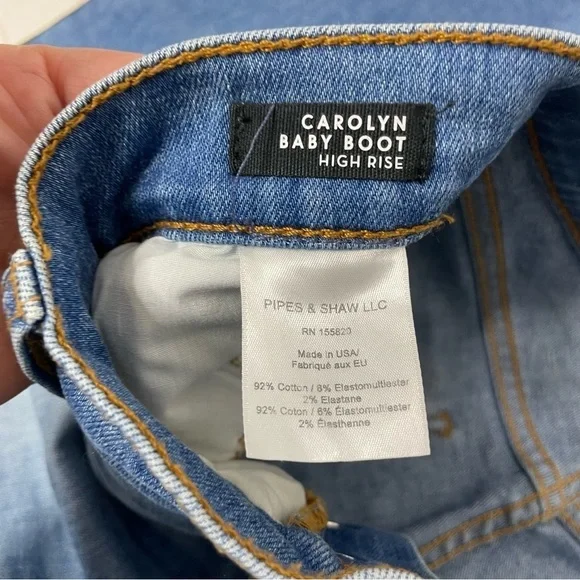 CAROLYN
BABY BOOT
HIGH RISE
PIPES & SHAW LLC
RN 155820
Made in USA/
Fabriqué aux EU
92% Cotton / 6% Elastomultiester
2% Elastane
92% Coton / 6% Élastomultiester
2% Élasthanne